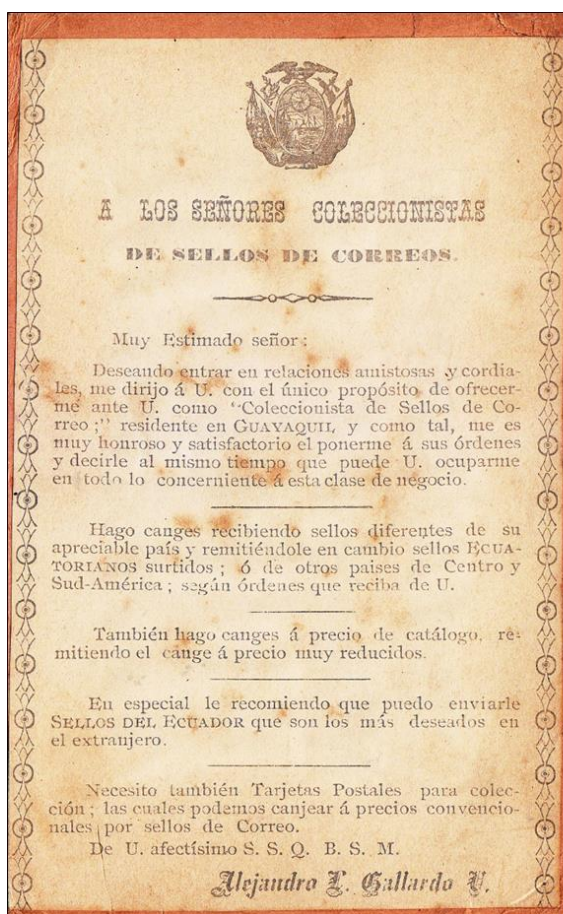 A LOS SEÑORES COLECCIONISTAS
DE SELLOS DE CORREOS.
Muy Estimado señor:
Deseando entrar en relaciones amistosas y cordia-
les, me dirijo á U. con el único propósito de ofrecer-
me ante U. como "Coleccionista de Sellos de Co-
rreo;" residente en GUAYAQUIL, y como tal, me es
muy honroso y satisfactorio el ponerme á sus órdenes
y decirle al mismo tiempo que puede U. ocuparme
en todo lo concerniente á esta clase de negocio.
Hago canges recibiendo sellos diferentes de su
apreciable país y remitiéndole en cambio sellos ECUA-
TORIANOS surtidos; ó de otros paises de Centro y
Sud-América; según órdenes que reciba de U.
También hago canges á precio de catálogo, re-
mitiendo el cange á precio muy reducidos.
En especial le recomiendo que puedo enviarle
SELLOS DEL ECUADOR que son los más deseados en
el extranjero.
Necesito también Tarjetas Postales para colec-
ción; las cuales podemos canjear á precios convencio-
nales por sellos de Correo.
De U. afectísimo S. S. Q. B. S. M.
Alejandro L. Gallardo V.